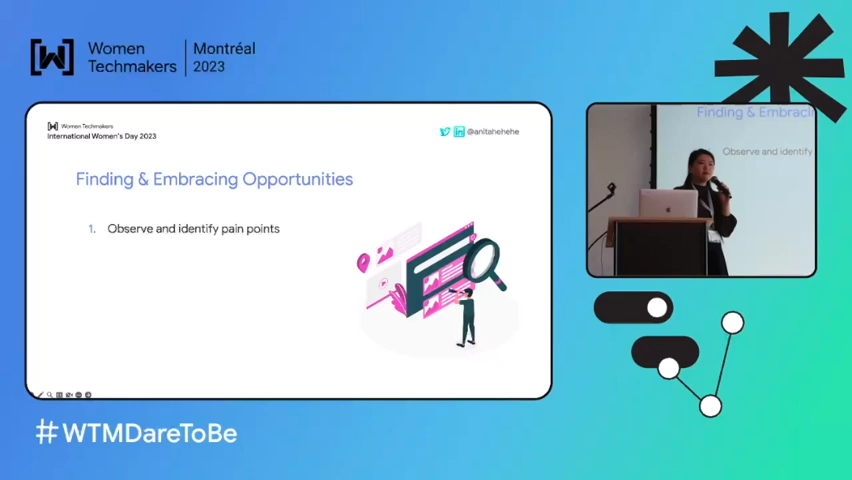 Women
Techmakers
Montréal
2023
Women Techmakers
International Women's Day 2023
@anitahehehe
Finding & Embracing Opportunities
1. Observe and identify pain points
Finding & Embraci
Observe and identify
#WTMDareToBe